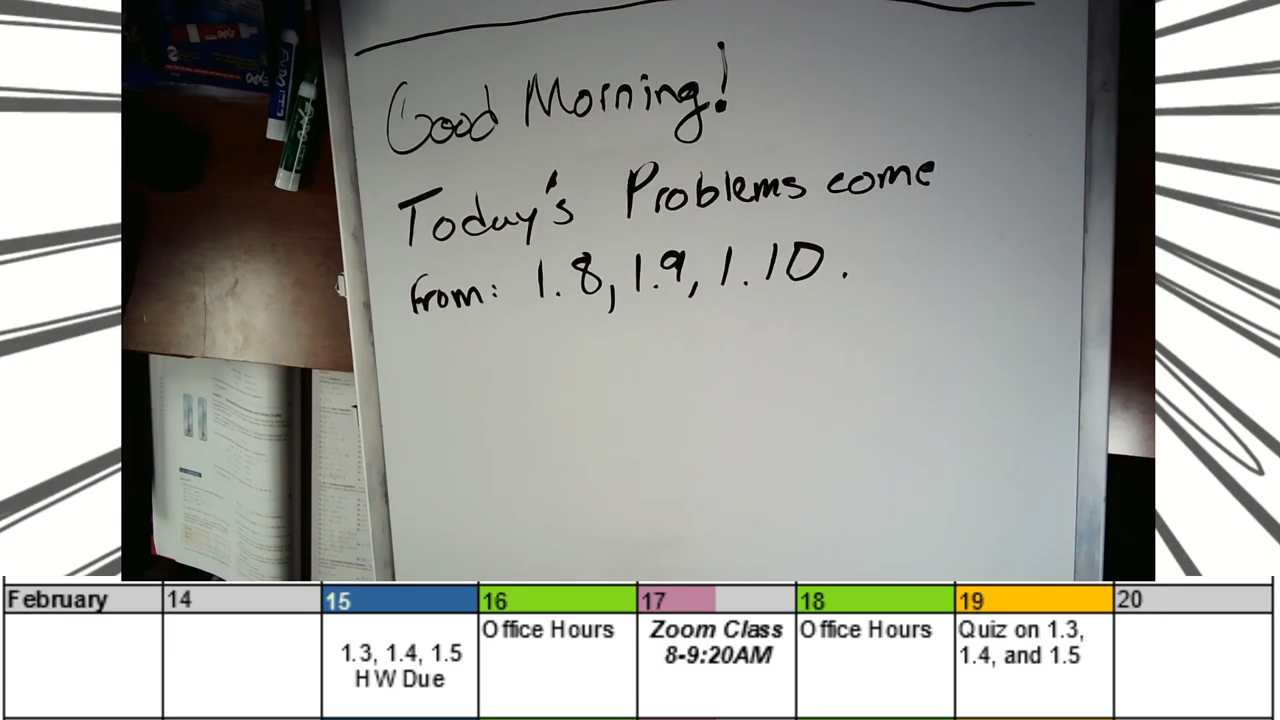 Good Morning!
Today's Problems come
from: 1.8, 1.9, 1.10.
February
14
15
16
17
18
19
20
1.3, 1.4, 1.5
HW Due
Office Hours
Zoom Class
8-9:20AM
Office Hours
Quiz on 1.3,
1.4, and 1.5
EXPO